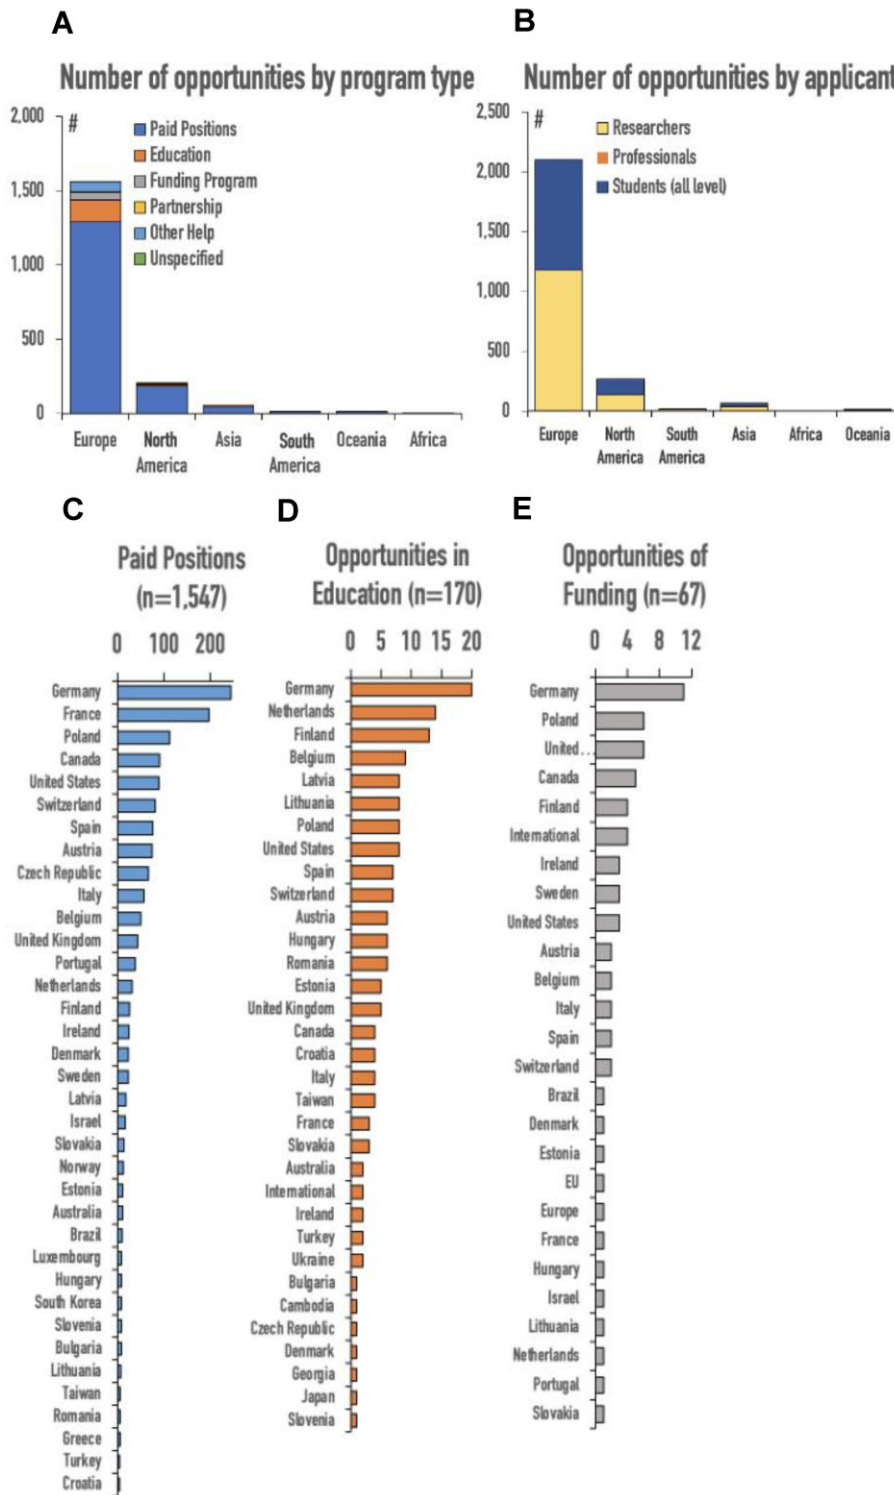 A
B
Number of opportunities by program type
Number of opportunities by applicant
2,000
1,500
1,000
500
0
#
Paid Positions
Education
Funding Program
Partnership
Other Help
Unspecified
Europe
North America
Asia
South America
Oceania
Africa
2,500
2,000
1,500
1,000
500
0
#
Researchers
Professionals
Students (all level)
Europe
North America
South America
Asia
Africa
Oceania
C
D
E
Paid Positions
(n=1,547)
0 100 200
Germany
France
Poland
Canada
United States
Switzerland
Spain
Austria
Czech Republic
Italy
Belgium
United Kingdom
Portugal
Netherlands
Finland
Ireland
Denmark
Sweden
Latvia
Israel
Slovakia
Norway
Estonia
Australia
Brazil
Luxembourg
Hungary
South Korea
Slovenia
Bulgaria
Lithuania
Taiwan
Romania
Greece
Turkey
Croatia
Opportunities in
Education (n=170)
0 5 10 15 20
Germany
Netherlands
Finland
Belgium
Latvia
Lithuania
Poland
United States
Spain
Switzerland
Austria
Hungary
Romania
Estonia
United Kingdom
Canada
Croatia
Italy
Taiwan
France
Slovakia
Australia
International
Ireland
Turkey
Ukraine
Bulgaria
Cambodia
Czech Republic
Denmark
Georgia
Japan
Slovenia
Opportunities of
Funding (n=67)
0 4 8 12
Germany
Poland
United...
Canada
Finland
International
Ireland
Sweden
United States
Austria
Belgium
Italy
Spain
Switzerland
Brazil
Denmark
Estonia
EU
Europe
France
Hungary
Israel
Lithuania
Netherlands
Portugal
Slovakia